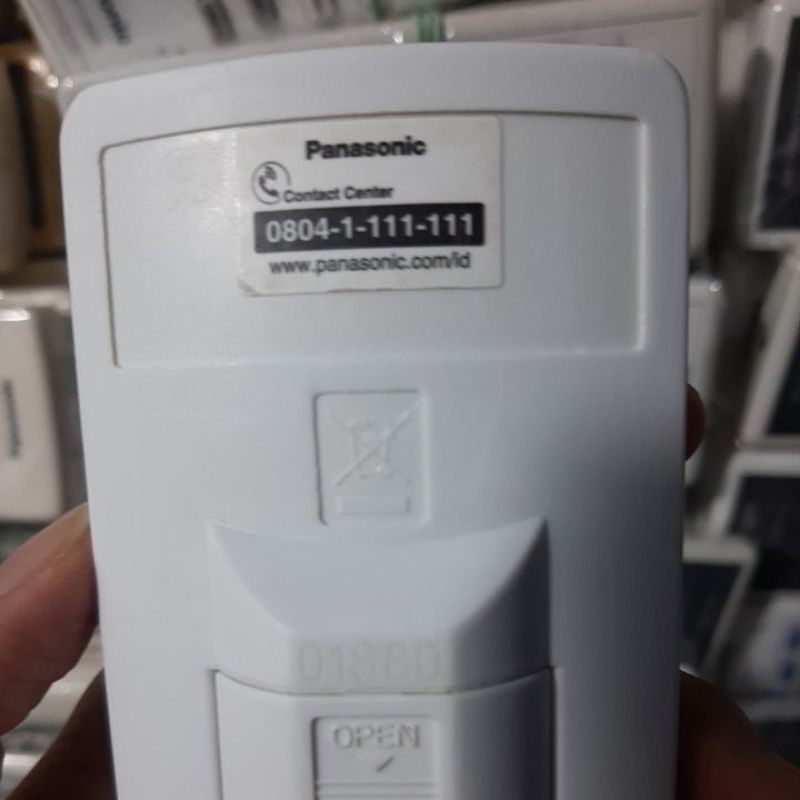 Panasonic
Contact Center
0804-1-111-111
www.panasonic.com/id
01880
OPEN